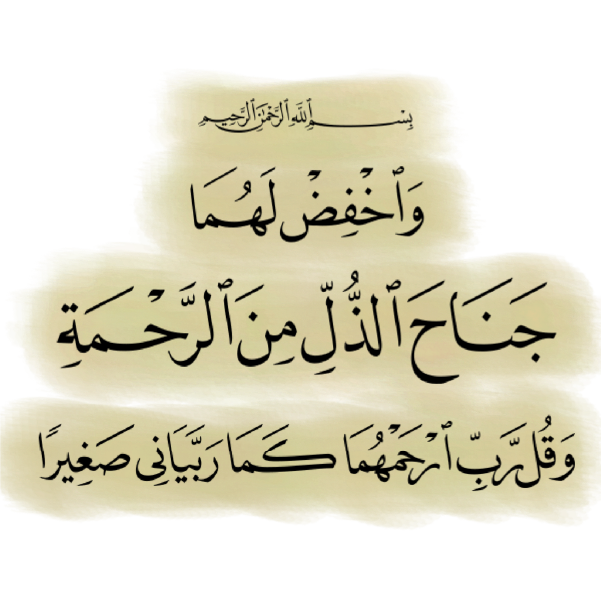 بِسْمِ ٱللَّهِ ٱلرَّحْمَٰنِ ٱلرَّحِيمِ
وَٱخْفِضْ لَهُمَا
جَنَاحَ ٱلذُّلِّ مِنَ ٱلرَّحْمَةِ
وَقُل رَّبِّ ٱرْحَمْهُمَا كَمَا رَبَّيَانِى صَغِيرًا